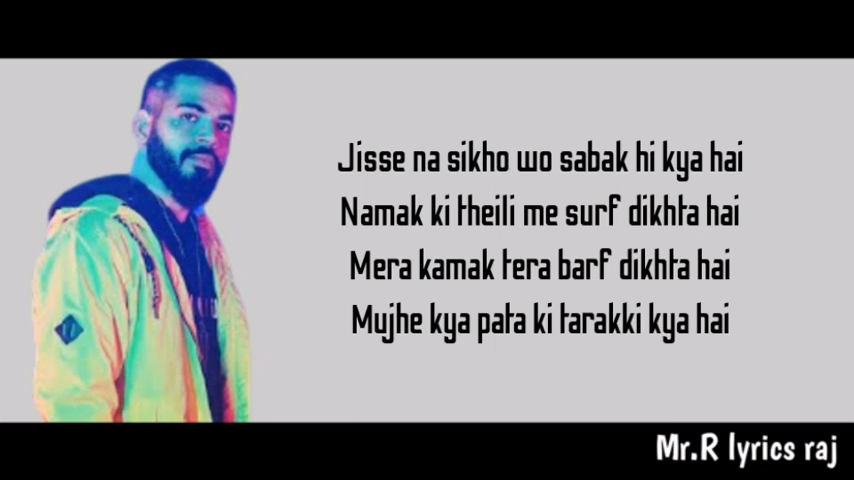 Jisse na sikho wo sabak hi kya hai
Namak ki theili me surf dikhta hai
Mera kamak tera barf dikhta hai
Mujhe kya pata ki tarakki kya hai
Mr.R lyrics raj